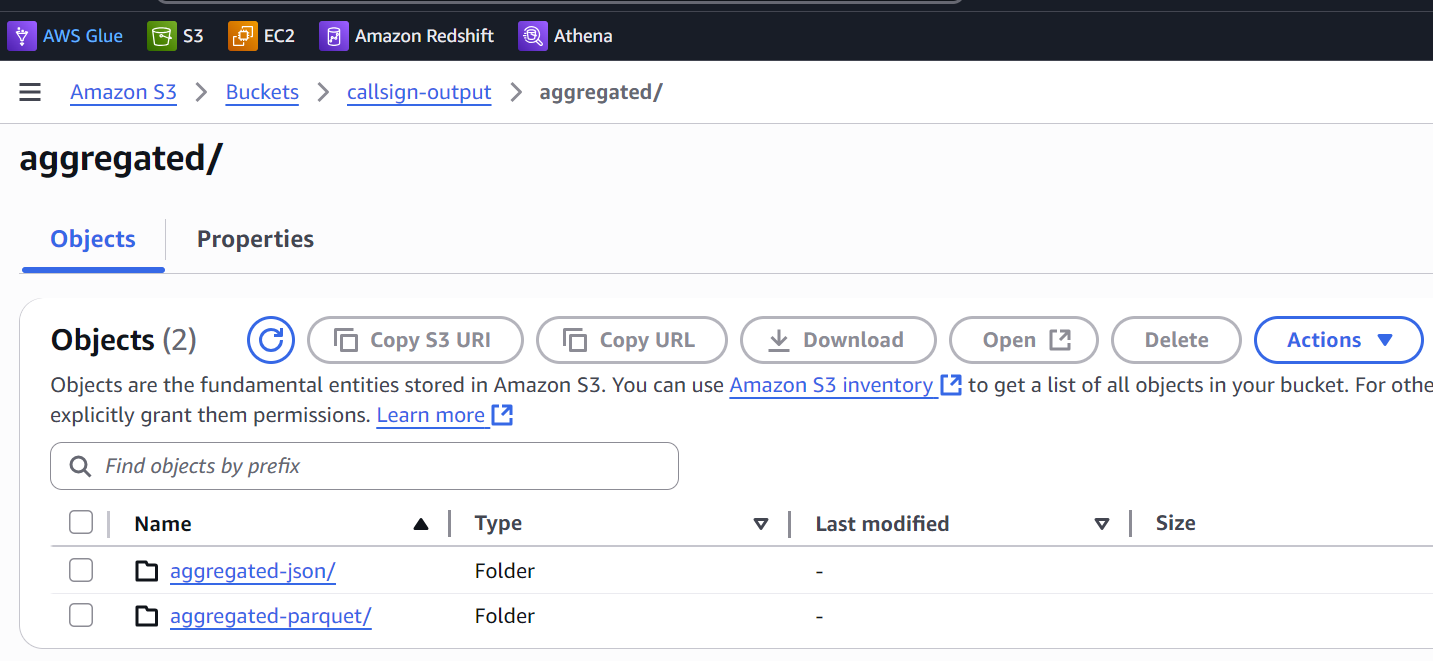 AWS Glue S3 EC2 Amazon Redshift Athena
Amazon S3 Buckets callsign-output aggregated/
aggregated/
Objects Properties
Objects (2) Copy S3 URI Copy URL Download Open Delete Actions
Objects are the fundamental entities stored in Amazon S3. You can use Amazon S3 inventory to get a list of all objects in your bucket. For othe
explicitly grant them permissions. Learn more
Find objects by prefix
Name Type Last modified Size
aggregated-json/ Folder -
aggregated-parquet/ Folder -